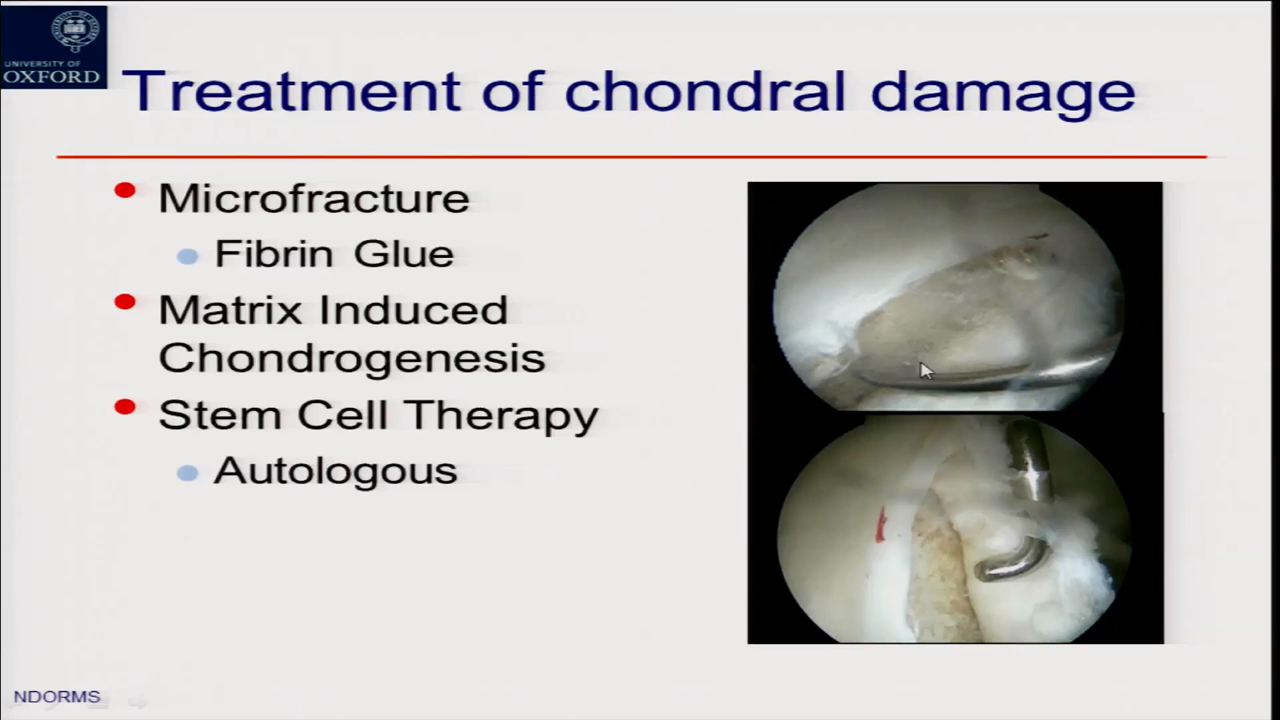 UNIVERSITY OF
OXFORD
Treatment of chondral damage
Microfracture
Fibrin Glue
Matrix Induced
Chondrogenesis
Stem Cell Therapy
Autologous
NDORMS